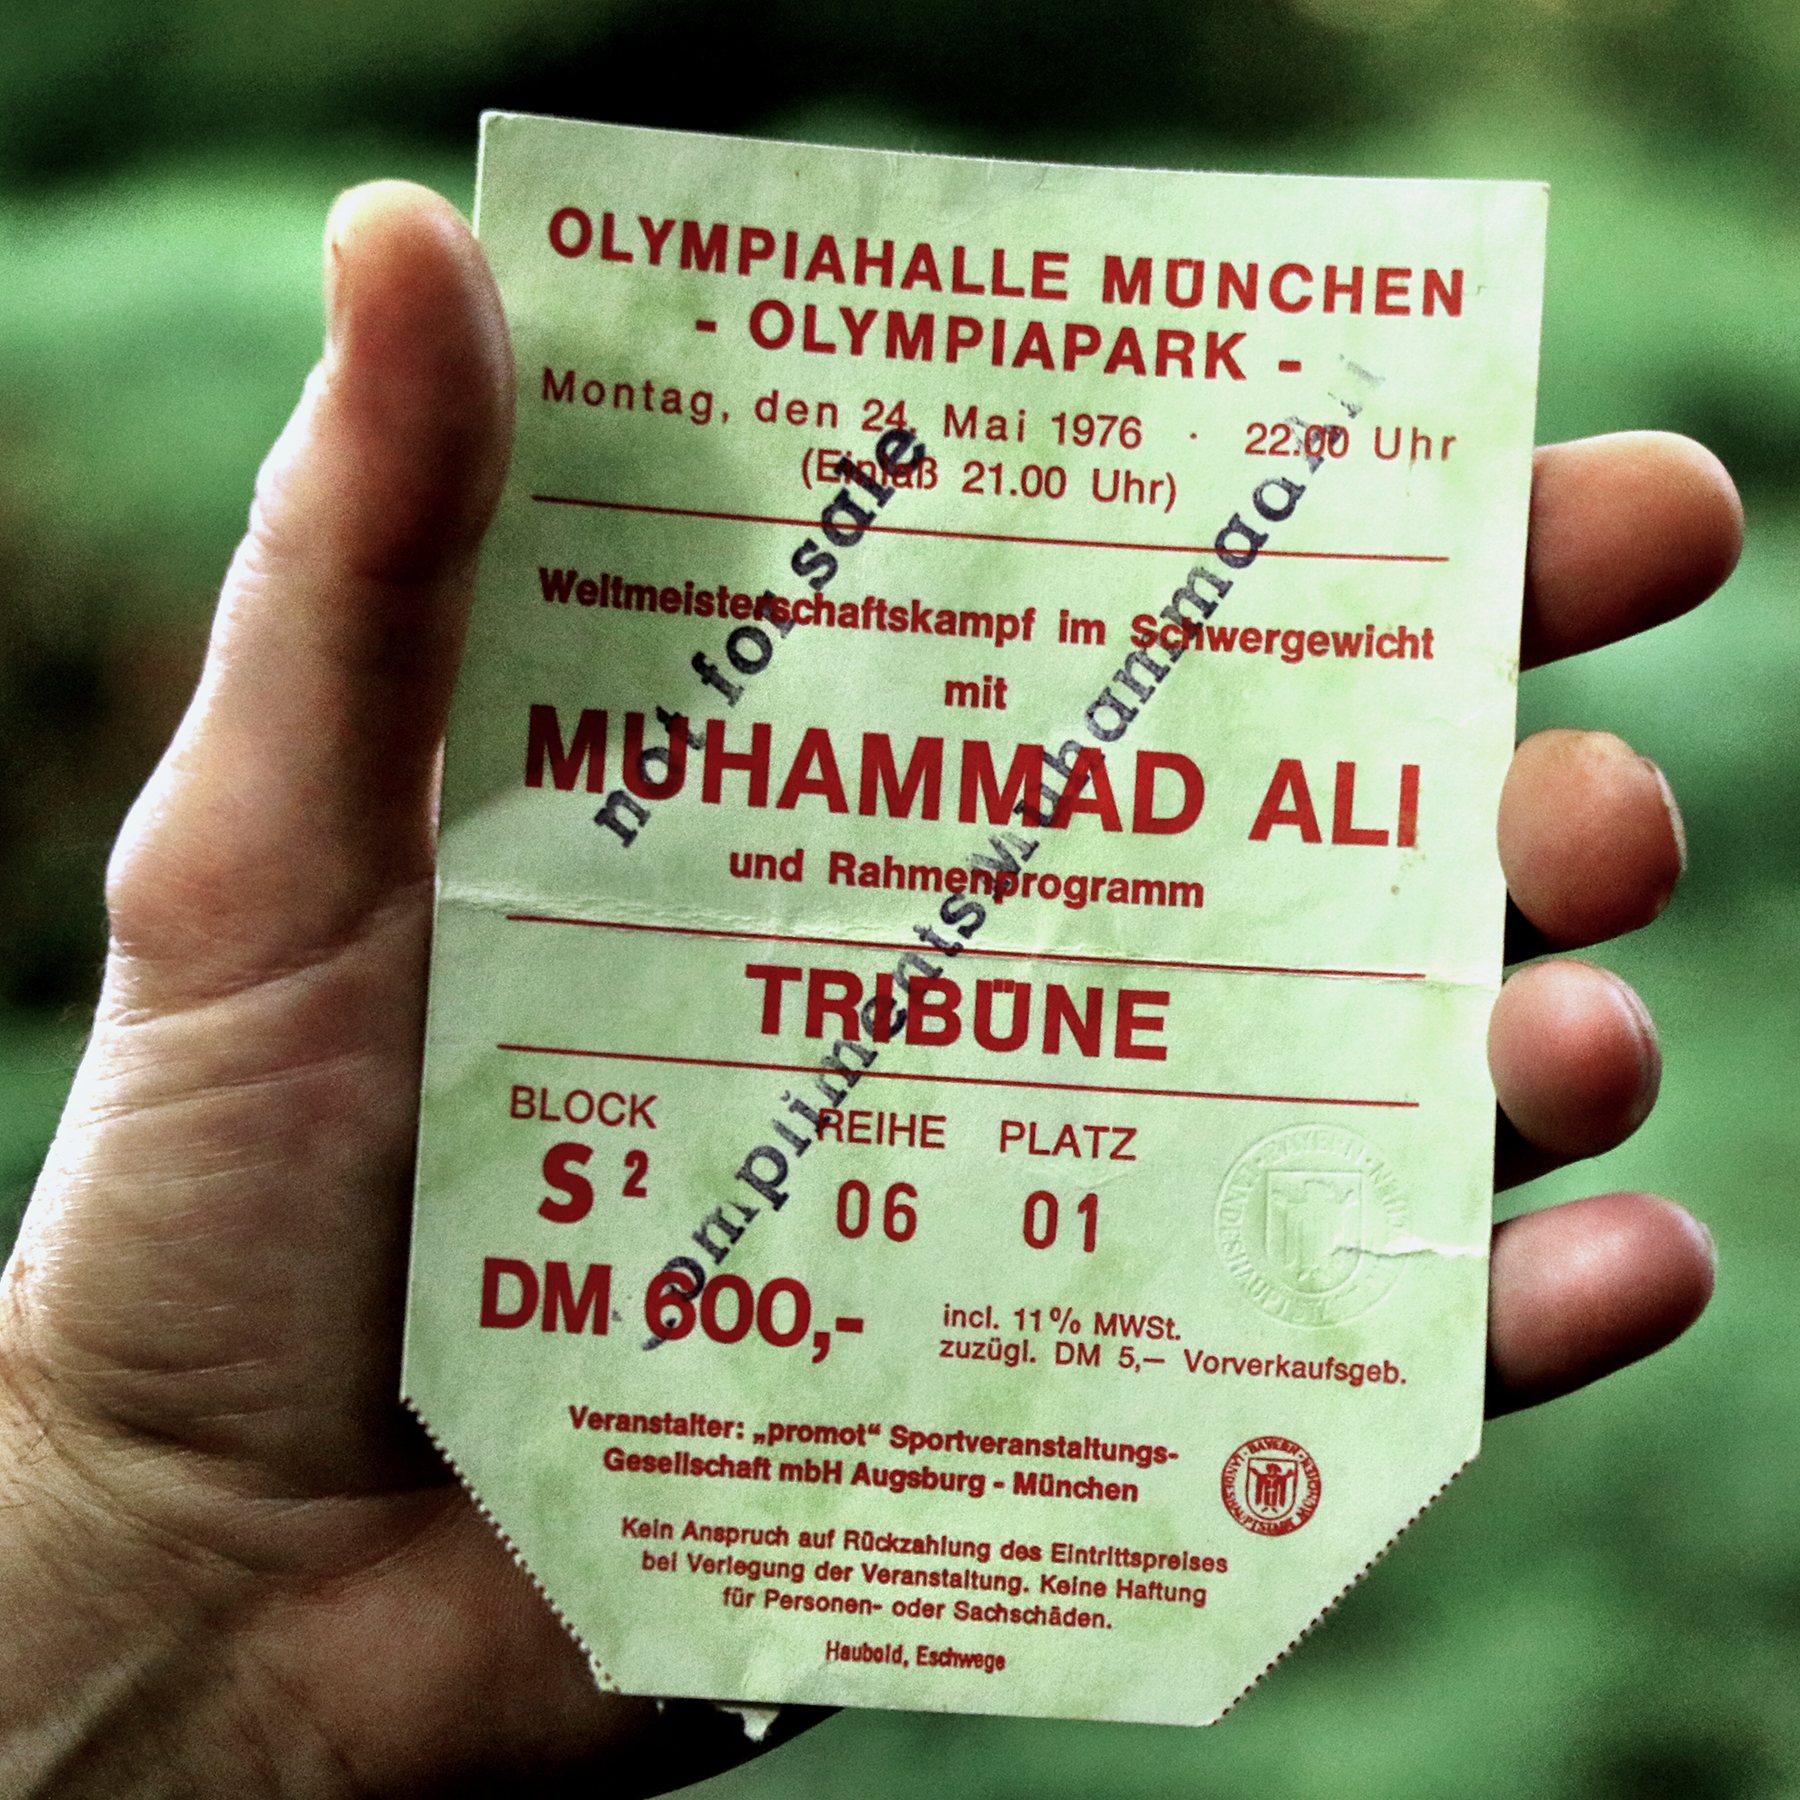 OLYMPIAHALLE MÜNCHEN
- OLYMPIAPARK -
Montag, den 24. Mai 1976 · 22.00 Uhr
(Einlaß 21.00 Uhr)
Weltmeisterschaftskampf im Schwergewicht
mit
MUHAMMAD ALI
und Rahmenprogramm
TRIBÜNE
BLOCK REIHE PLATZ
S 2 06 01
DM 600,-
incl. 11% MWSt.
zuzügl. DM 5,— Vorverkaufsgeb.
Veranstalter: „promot“ Sportveranstaltungs-
Gesellschaft mbH Augsburg - München
Kein Anspruch auf Rückzahlung des Eintrittspreises
bei Verlegung der Veranstaltung. Keine Haftung
für Personen- oder Sachschäden.
Haubold, Eschwege
not for sale
compliments Muhammad Ali
BAYERN · MÜNCHEN · LANDESHAUPTSTADT